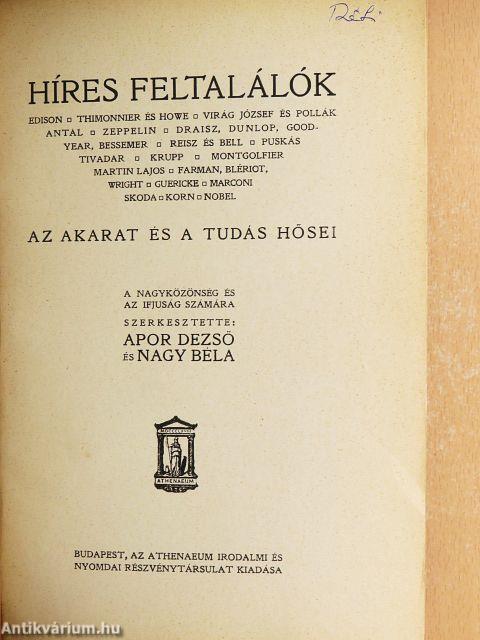 HÍRES FELTALÁLÓK
EDISON ▫ THIMONNIER ÉS HOWE ▫ VIRÁG JÓZSEF ÉS POLLÁK
ANTAL ▫ ZEPPELIN ▫ DRAISZ, DUNLOP, GOOD-
YEAR, BESSEMER ▫ REISZ ÉS BELL ▫ PUSKÁS
TIVADAR ▫ KRUPP ▫ MONTGOLFIER
MARTIN LAJOS ▫ FARMAN, BLÉRIOT,
WRIGHT ▫ GUERICKE ▫ MARCONI
SKODA ▫ KORN ▫ NOBEL
AZ AKARAT ÉS A TUDÁS HŐSEI
A NAGYKÖZÖNSÉG ÉS
AZ IFJUSÁG SZÁMÁRA
SZERKESZTETTE:
APOR DEZSŐ
ÉS NAGY BÉLA
ATHENAEUM
BUDAPEST, AZ ATHENAEUM IRODALMI ÉS
NYOMDAI RÉSZVÉNYTÁRSULAT KIADÁSA
Antikvárium.hu